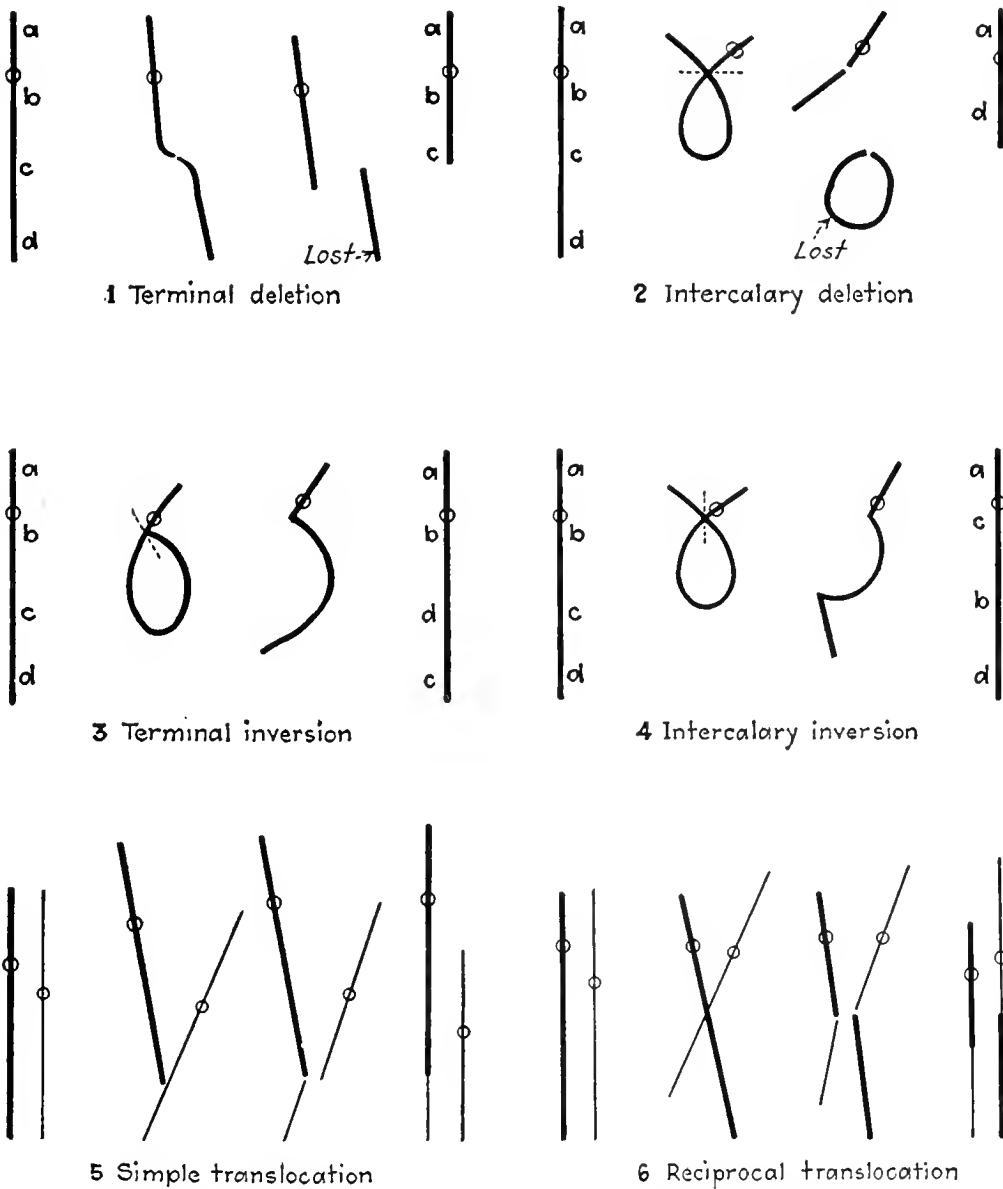 a
b
c
d
Lost
a
b
c
1 Terminal deletion
a
b
c
d
Lost
a
d
2 Intercalary deletion
a
b
c
d
a
b
d
c
3 Terminal inversion
a
b
c
d
a
c
b
d
4 Intercalary inversion
5 Simple translocation
6 Reciprocal translocation